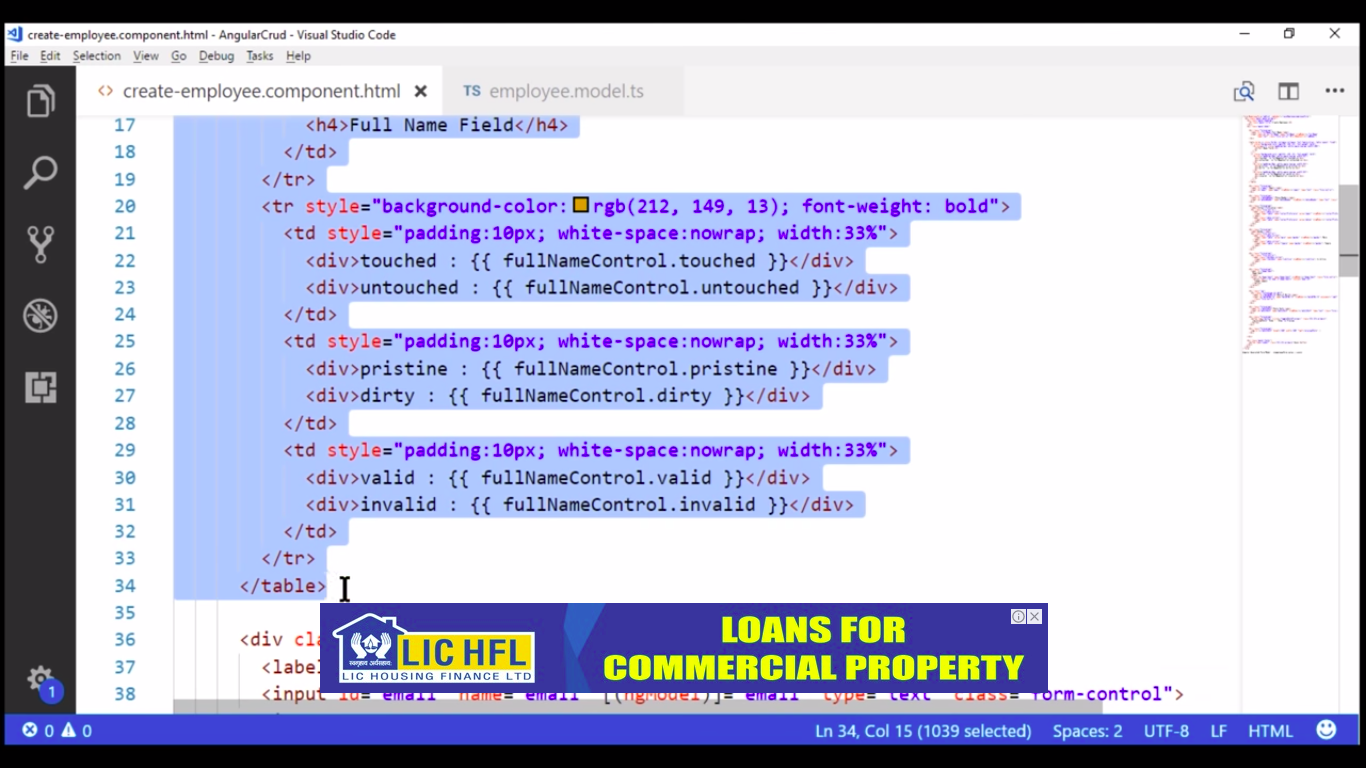 create-employee.component.html - AngularCrud - Visual Studio Code
File Edit Selection View Go Debug Tasks Help
<> create-employee.component.html TS employee.model.ts
17 <h4>Full Name Field</h4>
18 </td>
19 </tr>
20 <tr style="background-color: rgb(212, 149, 13); font-weight: bold">
21 <td style="padding:10px; white-space:nowrap; width:33%">
22 <div>touched : {{ fullNameControl.touched }}</div>
23 <div>untouched : {{ fullNameControl.untouched }}</div>
24 </td>
25 <td style="padding:10px; white-space:nowrap; width:33%">
26 <div>pristine : {{ fullNameControl.pristine }}</div>
27 <div>dirty : {{ fullNameControl.dirty }}</div>
28 </td>
29 <td style="padding:10px; white-space:nowrap; width:33%">
30 <div>valid : {{ fullNameControl.valid }}</div>
31 <div>invalid : {{ fullNameControl.invalid }}</div>
32 </td>
33 </tr>
34 </table>
35
36 <div cla
37 <label
38 <input id="email" name="email" [(ngModel)]="email" type="text" class="form-control">
LIC HFL
LIC HOUSING FINANCE LTD
LOANS FOR
COMMERCIAL PROPERTY
1
0 0 Ln 34, Col 15 (1039 selected) Spaces: 2 UTF-8 LF HTML